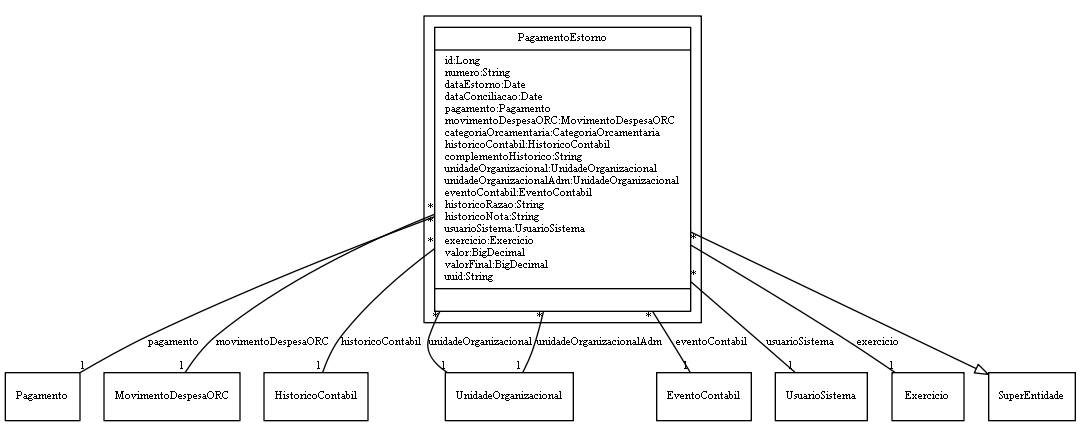 PagamentoEstorno
id:Long
numero:String
dataEstorno:Date
dataConciliacao:Date
pagamento:Pagamento
movimentoDespesaORC:MovimentoDespesaORC
categoriaOrcamentaria:CategoriaOrcamentaria
historicoContabil:HistoricoContabil
complementoHistorico:String
unidadeOrganizacional:UnidadeOrganizacional
unidadeOrganizacionalAdm:UnidadeOrganizacional
eventoContabil:EventoContabil
historicoRazao:String
historicoNota:String
usuarioSistema:UsuarioSistema
exercicio:Exercicio
valor:BigDecimal
valorFinal:BigDecimal
uuid:String
* * * * * * * *
pagamento movimentoDespesaORC historicoContabil unidadeOrganizacional unidadeOrganizacionalAdm eventoContabil usuarioSistema exercicio
1 1 1 1 1 1 1 1
Pagamento MovimentoDespesaORC HistoricoContabil UnidadeOrganizacional EventoContabil UsuarioSistema Exercicio SuperEntidade